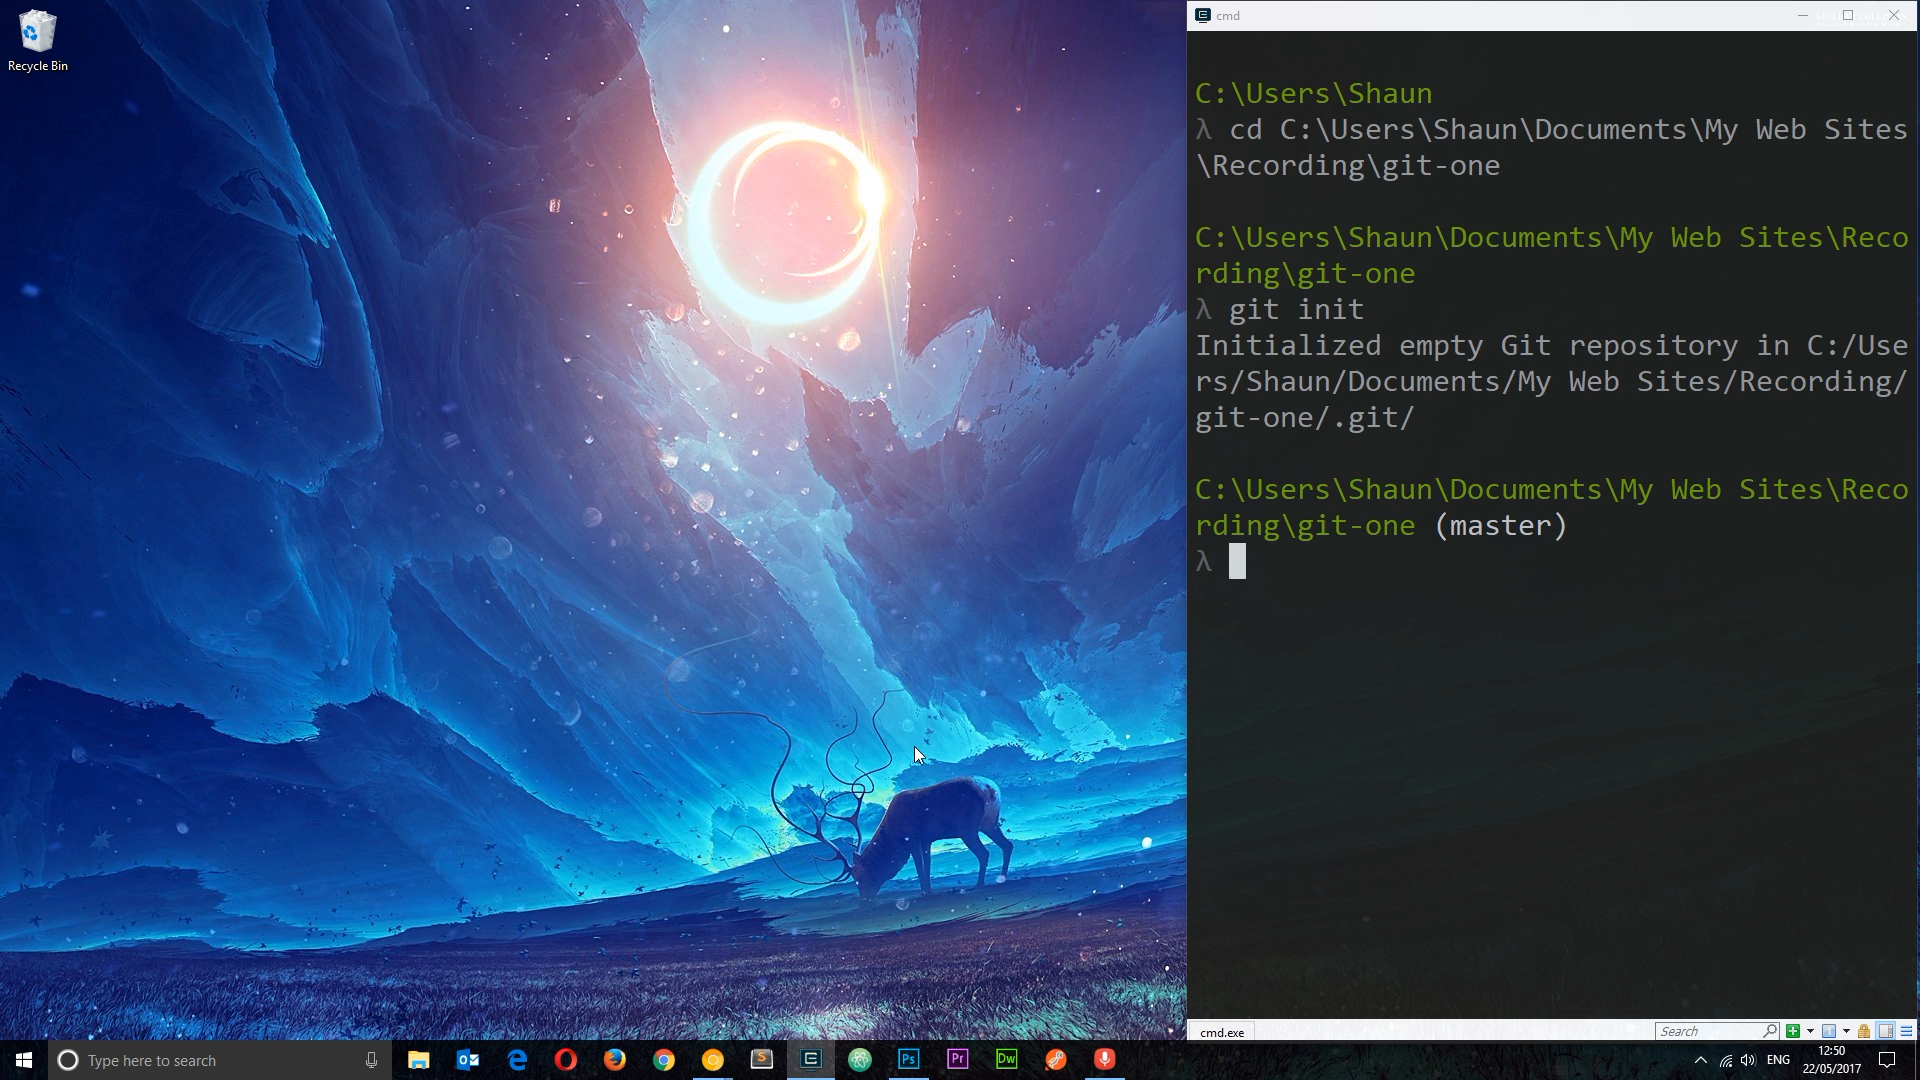 Recycle Bin
cmd
C:\Users\Shaun
λ cd C:\Users\Shaun\Documents\My Web Sites
\Recording\git-one
C:\Users\Shaun\Documents\My Web Sites\Reco
rding\git-one
λ git init
Initialized empty Git repository in C:/Use
rs/Shaun/Documents/My Web Sites/Recording/
git-one/.git/
C:\Users\Shaun\Documents\My Web Sites\Reco
rding\git-one (master)
λ
cmd.exe
Search
Type here to search
S
Ps
Pr
Dw
ENG
12:50
22/05/2017